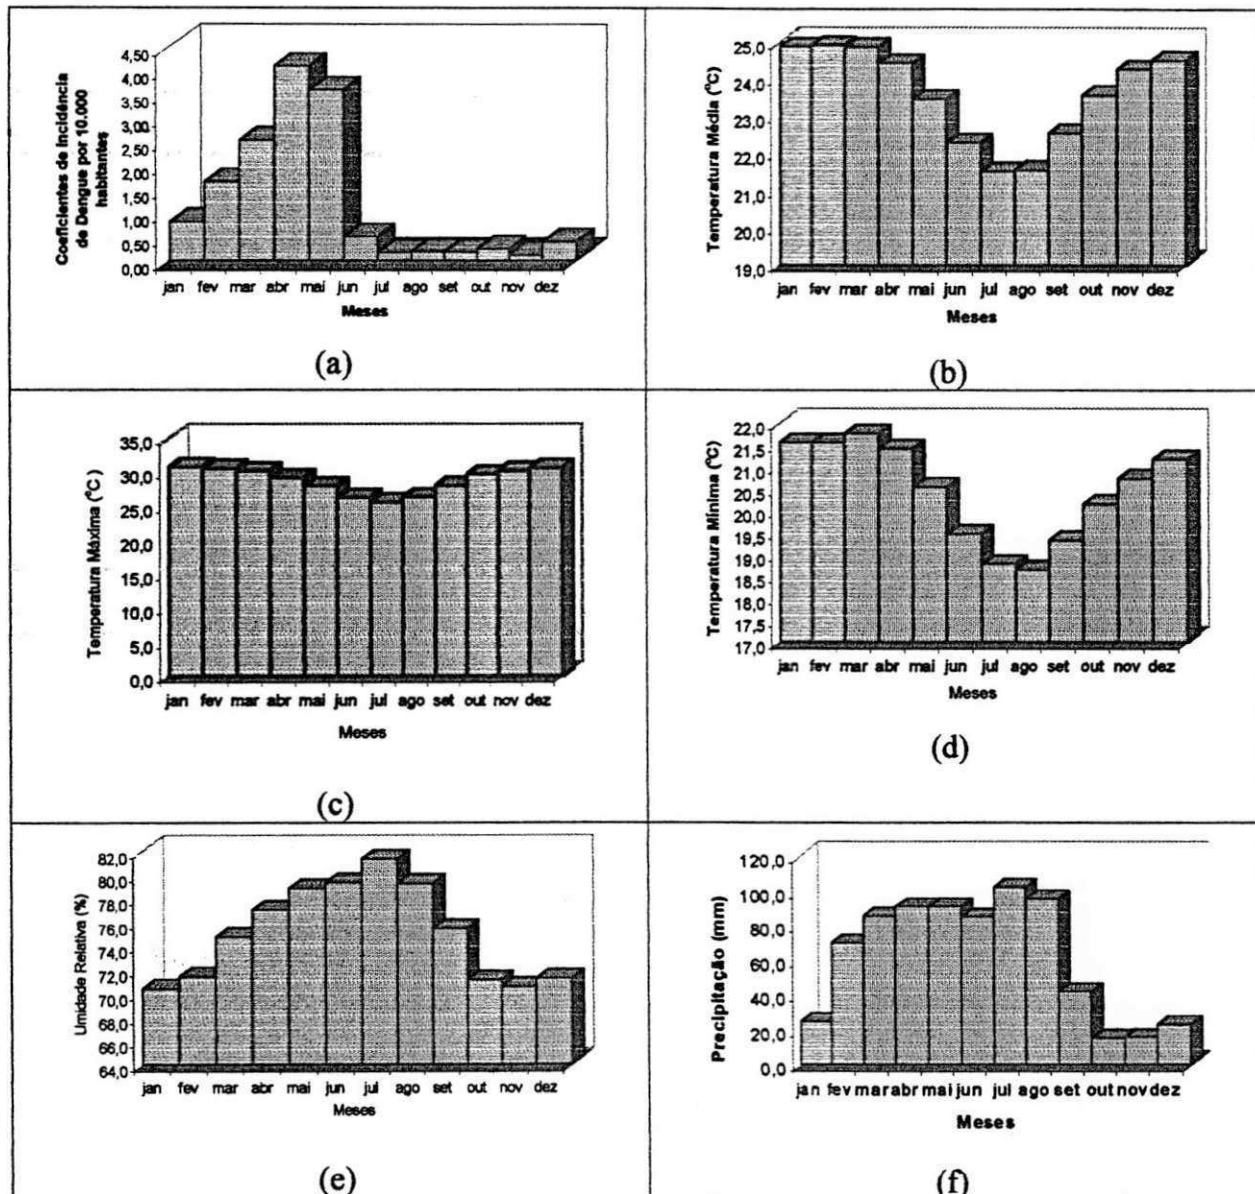 Coeficientes de Incidência
de Dengue por 10.000
habitantes
4,50
4,00
3,50
3,00
2,50
2,00
1,50
1,00
0,50
0,00
jan fev mar abr mai jun jul ago set out nov dez
Meses
(a)
Temperatura Média (°C)
25,0
24,0
23,0
22,0
21,0
20,0
19,0
jan fev mar abr mai jun jul ago set out nov dez
Meses
(b)
Temperatura Máxima (°C)
35,0
30,0
25,0
20,0
15,0
10,0
5,0
0,0
jan fev mar abr mai jun jul ago set out nov dez
Meses
(c)
Temperatura Mínima (°C)
22,0
21,5
21,0
20,5
20,0
19,5
19,0
18,5
18,0
17,5
17,0
jan fev mar abr mai jun jul ago set out nov dez
Meses
(d)
Umidade Relativa (%)
82,0
80,0
78,0
76,0
74,0
72,0
70,0
68,0
66,0
64,0
jan fev mar abr mai jun jul ago set out nov dez
Meses
(e)
Precipitação (mm)
120,0
100,0
80,0
60,0
40,0
20,0
0,0
jan fev mar abr mai jun jul ago set out nov dez
Meses
(f)